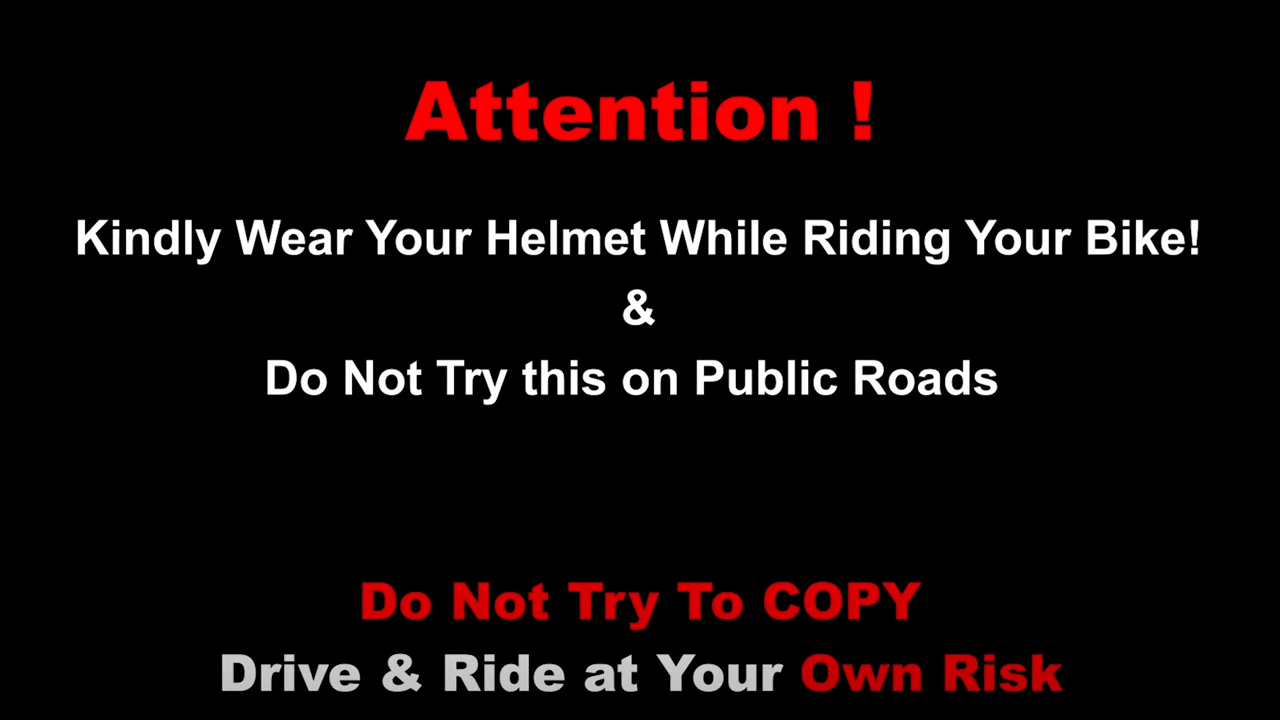 Attention !
Kindly Wear Your Helmet While Riding Your Bike!
&
Do Not Try this on Public Roads
Do Not Try To COPY
Drive & Ride at Your Own Risk